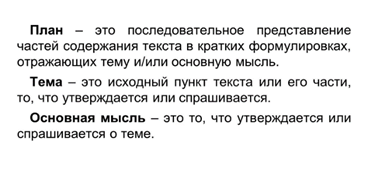 План – это последовательное представление
частей содержания текста в кратких формулировках,
отражающих тему и/или основную мысль.
Тема – это исходный пункт текста или его части,
то, что утверждается или спрашивается.
Основная мысль – это то, что утверждается или
спрашивается о теме.